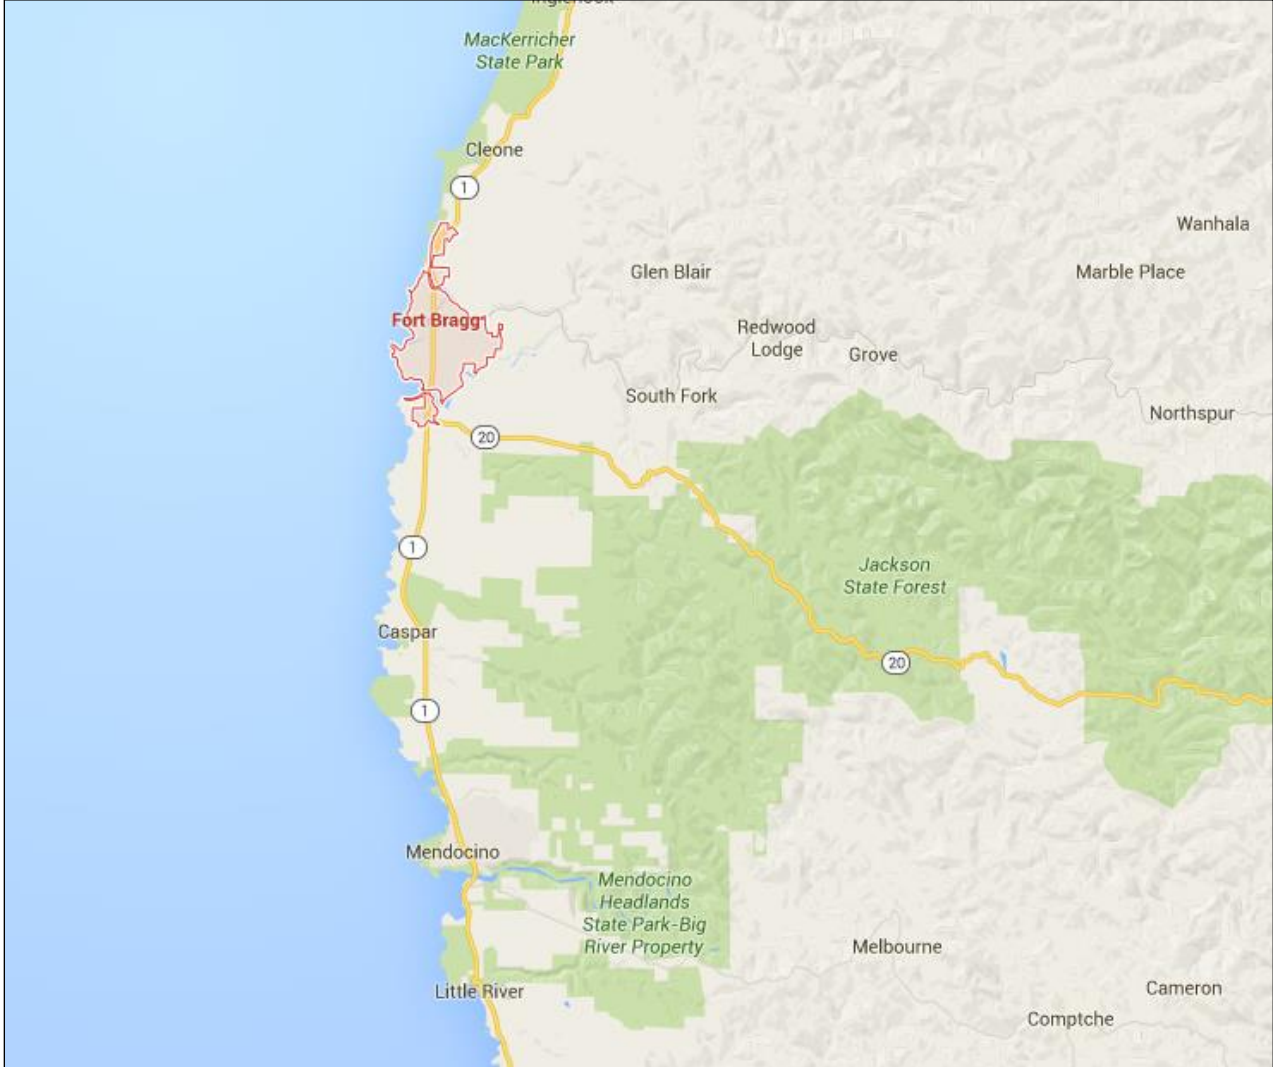 Inglenook
MacKerricher
State Park
Cleone
1
Wanhala
Glen Blair
Marble Place
Fort Bragg
Redwood
Lodge
Grove
South Fork
Northspur
20
1
Jackson
State Forest
Caspar
20
1
Mendocino
Mendocino
Headlands
State Park-Big
River Property
Melbourne
Little River
Cameron
Comptche